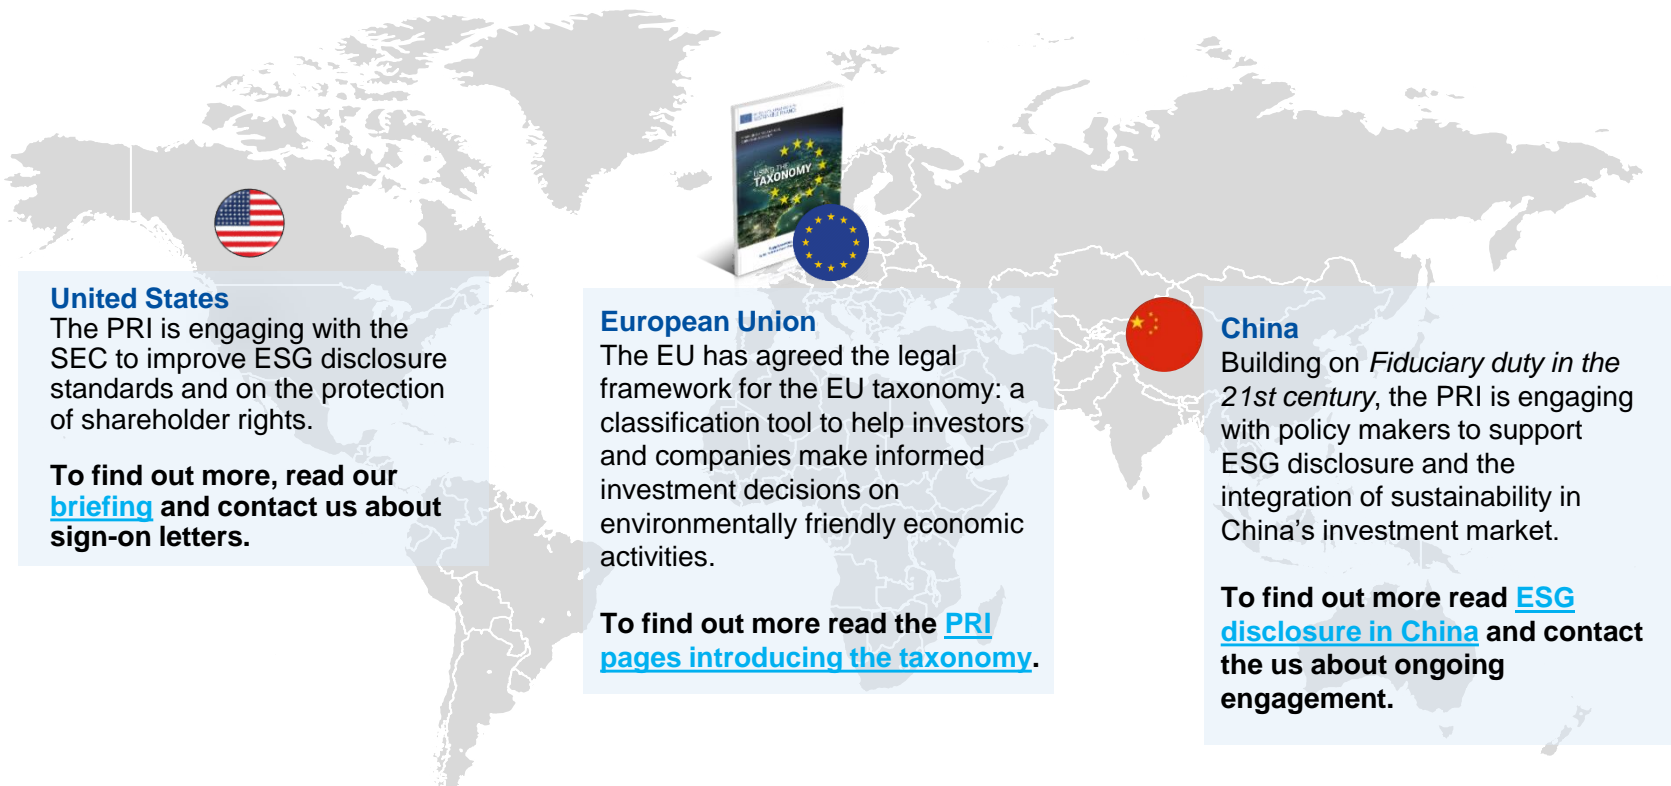 USING THE
TAXONOMY
United States
The PRI is engaging with the
SEC to improve ESG disclosure
standards and on the protection
of shareholder rights.
To find out more, read our
briefing and contact us about
sign-on letters.
European Union
The EU has agreed the legal
framework for the EU taxonomy: a
classification tool to help investors
and companies make informed
investment decisions on
environmentally friendly economic
activities.
To find out more read the PRI
pages introducing the taxonomy.
China
Building on Fiduciary duty in the
21st century, the PRI is engaging
with policy makers to support
ESG disclosure and the
integration of sustainability in
China’s investment market.
To find out more read ESG
disclosure in China and contact
the us about ongoing
engagement.